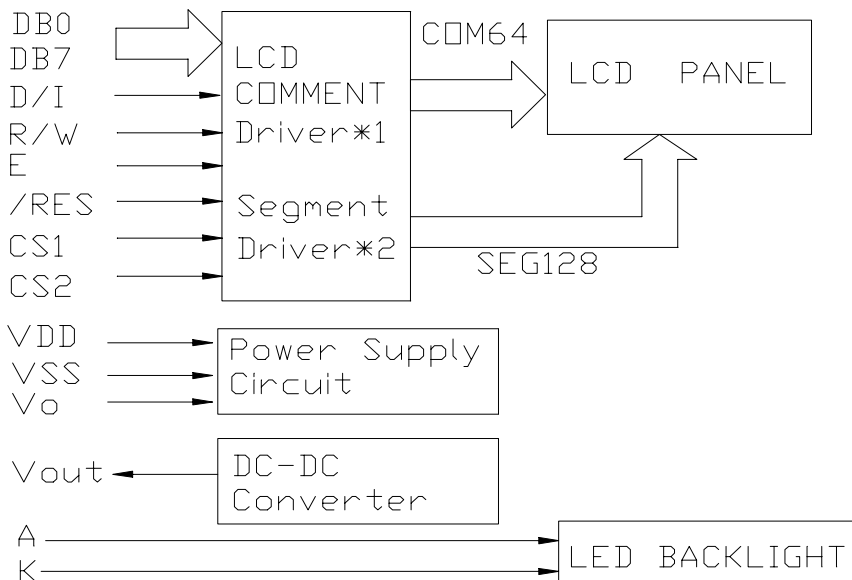 DB0
DB7
D/I
R/W
E
/RES
CS1
CS2
LCD
COMMENT
Driver*1
Segment
Driver*2
COM64
LCD PANEL
SEG128
VDD
VSS
Vo
Power Supply
Circuit
Vout
DC-DC
Converter
A
K
LED BACKLIGHT